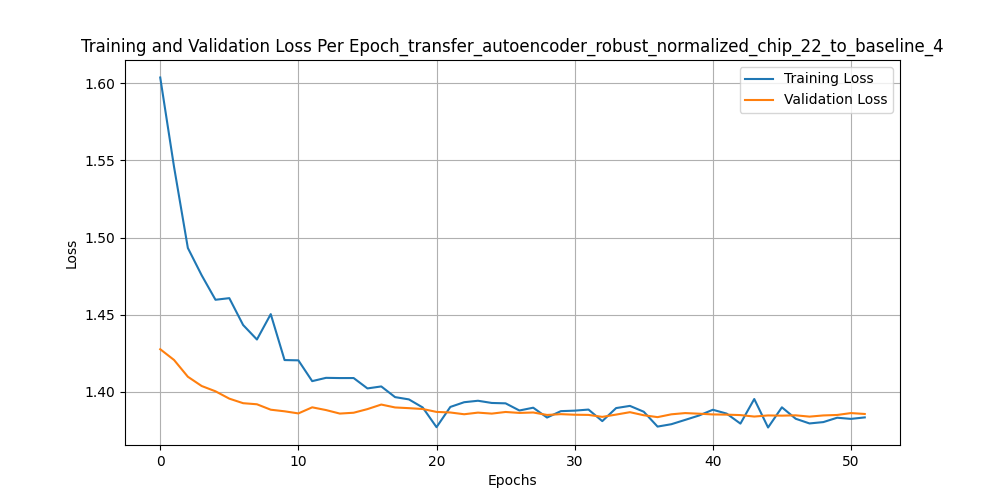 Training and Validation Loss Per Epoch_transfer_autoencoder_robust_normalized_chip_22_to_baseline_4
Training Loss
Validation Loss
1.60
1.55
1.50
1.45
1.40
Loss
0
10
20
30
40
50
Epochs